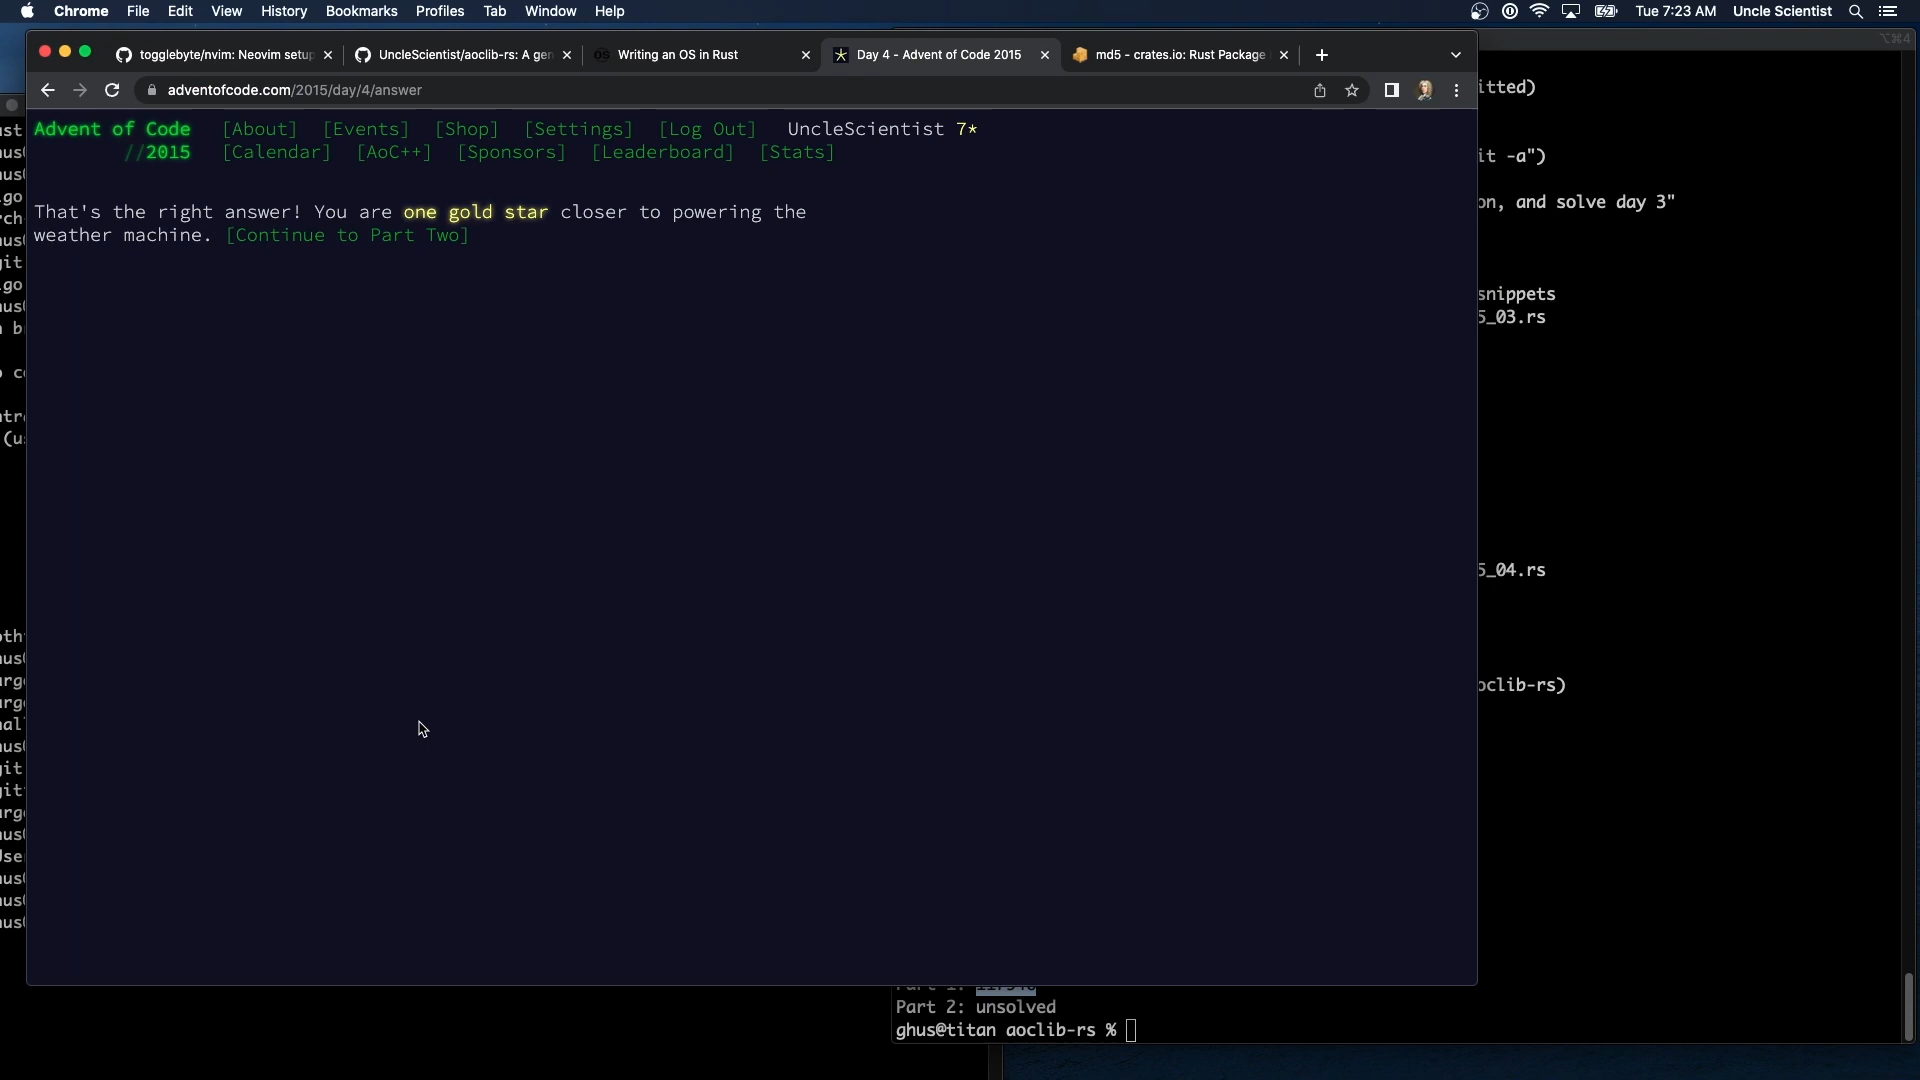 Chrome File Edit View History Bookmarks Profiles Tab Window Help Tue 7:23 AM Uncle Scientist
togglebyte/nvim: Neovim setup UncleScientist/aoclib-rs: A gen Writing an OS in Rust Day 4 - Advent of Code 2015 md5 - crates.io: Rust Package
adventofcode.com/2015/day/4/answer
Advent of Code [About] [Events] [Shop] [Settings] [Log Out] UncleScientist 7*
//2015 [Calendar] [AoC++] [Sponsors] [Leaderboard] [Stats]
That's the right answer! You are one gold star closer to powering the
weather machine. [Continue to Part Two]
⌥⌘4
itted)
it -a")
on, and solve day 3"
snippets
5_03.rs
5_04.rs
oclib-rs)
Part 2: unsolved
ghus@titan aoclib-rs %